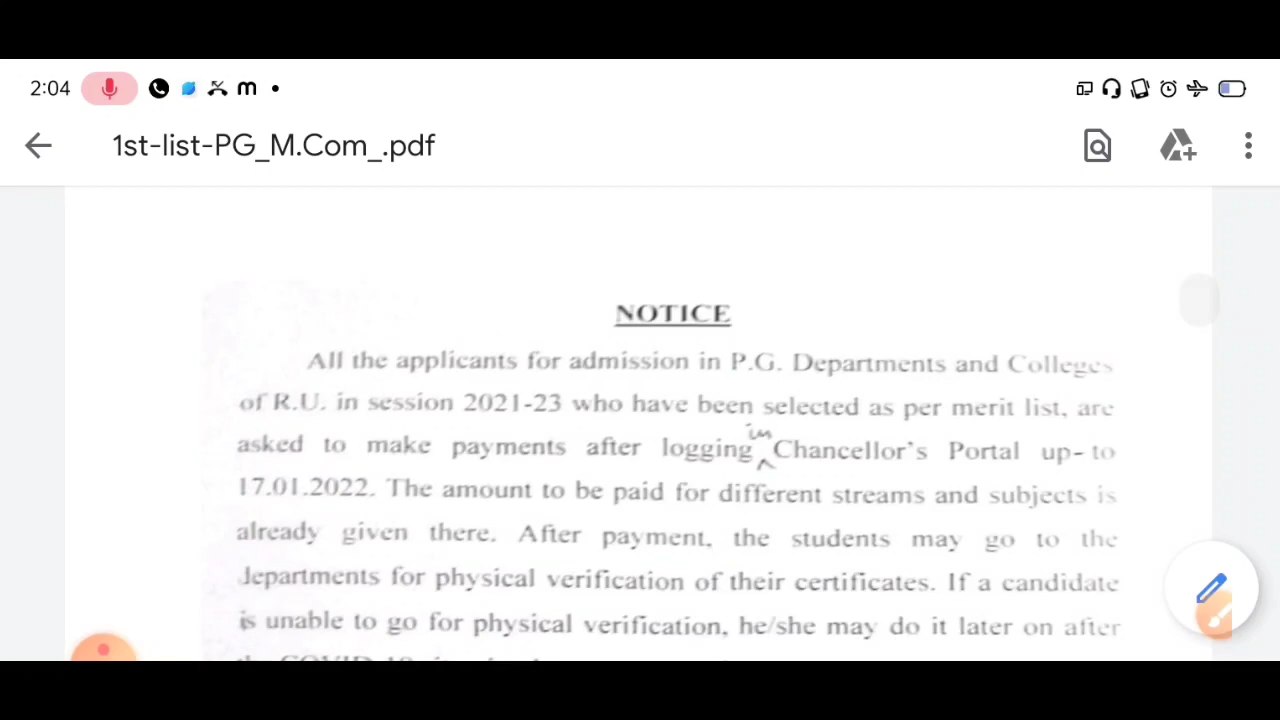 2:04 m
1st-list-PG_M.Com_.pdf
NOTICE
All the applicants for admission in P.G. Departments and Colleges
of R.U. in session 2021-23 who have been selected as per merit list, are
in
asked to make payments after logging ^ Chancellor's Portal up-to
17.01.2022. The amount to be paid for different streams and subjects is
already given there. After payment, the students may go to the
departments for physical verification of their certificates. If a candidate
is unable to go for physical verification, he/she may do it later on after